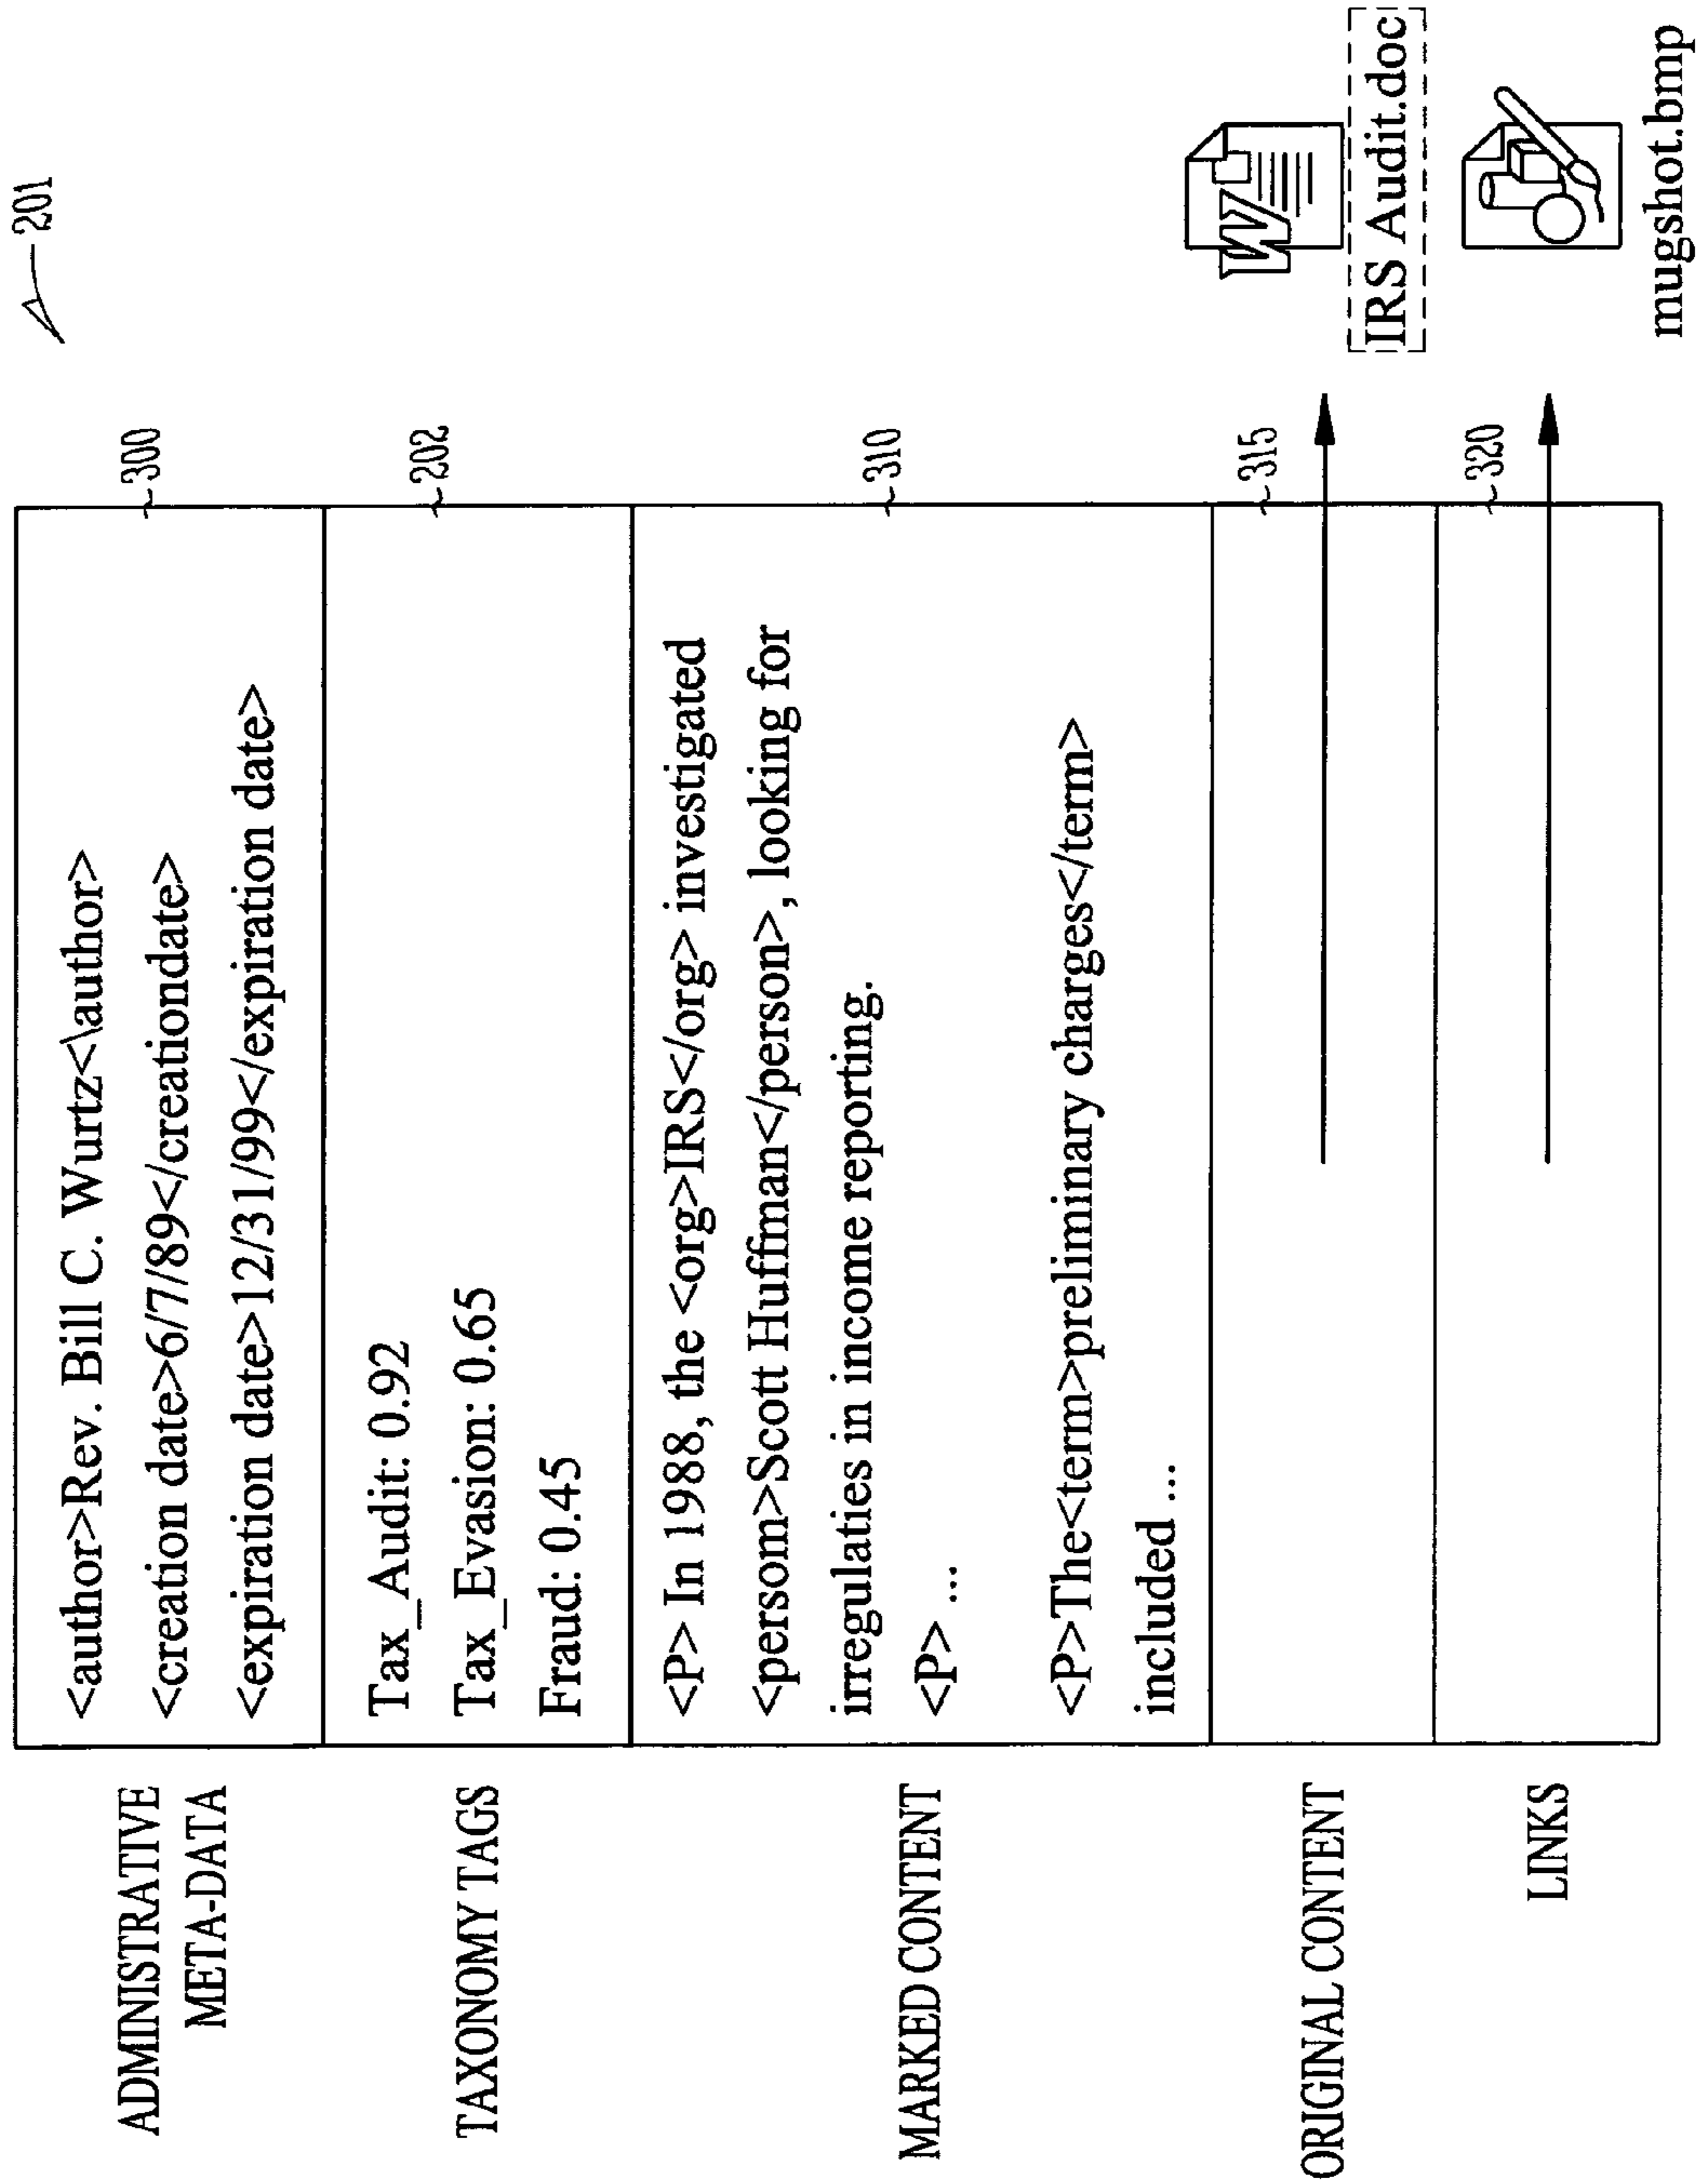 201
ADMINISTRATIVE
META-DATA
<author>Rev. Bill C. Wurtz<\author>
<creation date>6/7/89</creationdate>
<expiration date>12/31/99</expiration date>
300
TAXONOMY TAGS
Tax_Audit: 0.92
Tax_Evasion: 0.65
Fraud: 0.45
202
MARKED CONTENT
<P> In 1988, the <org>IRS</org> investigated
<persom>Scott Huffman</person>, looking for
irregulaties in income reporting.
<P> ...
<P>The<term>preliminary charges</term>
included ...
310
ORIGINAL CONTENT
315
W
IRS Audit.doc
LINKS
320
mugshot.bmp